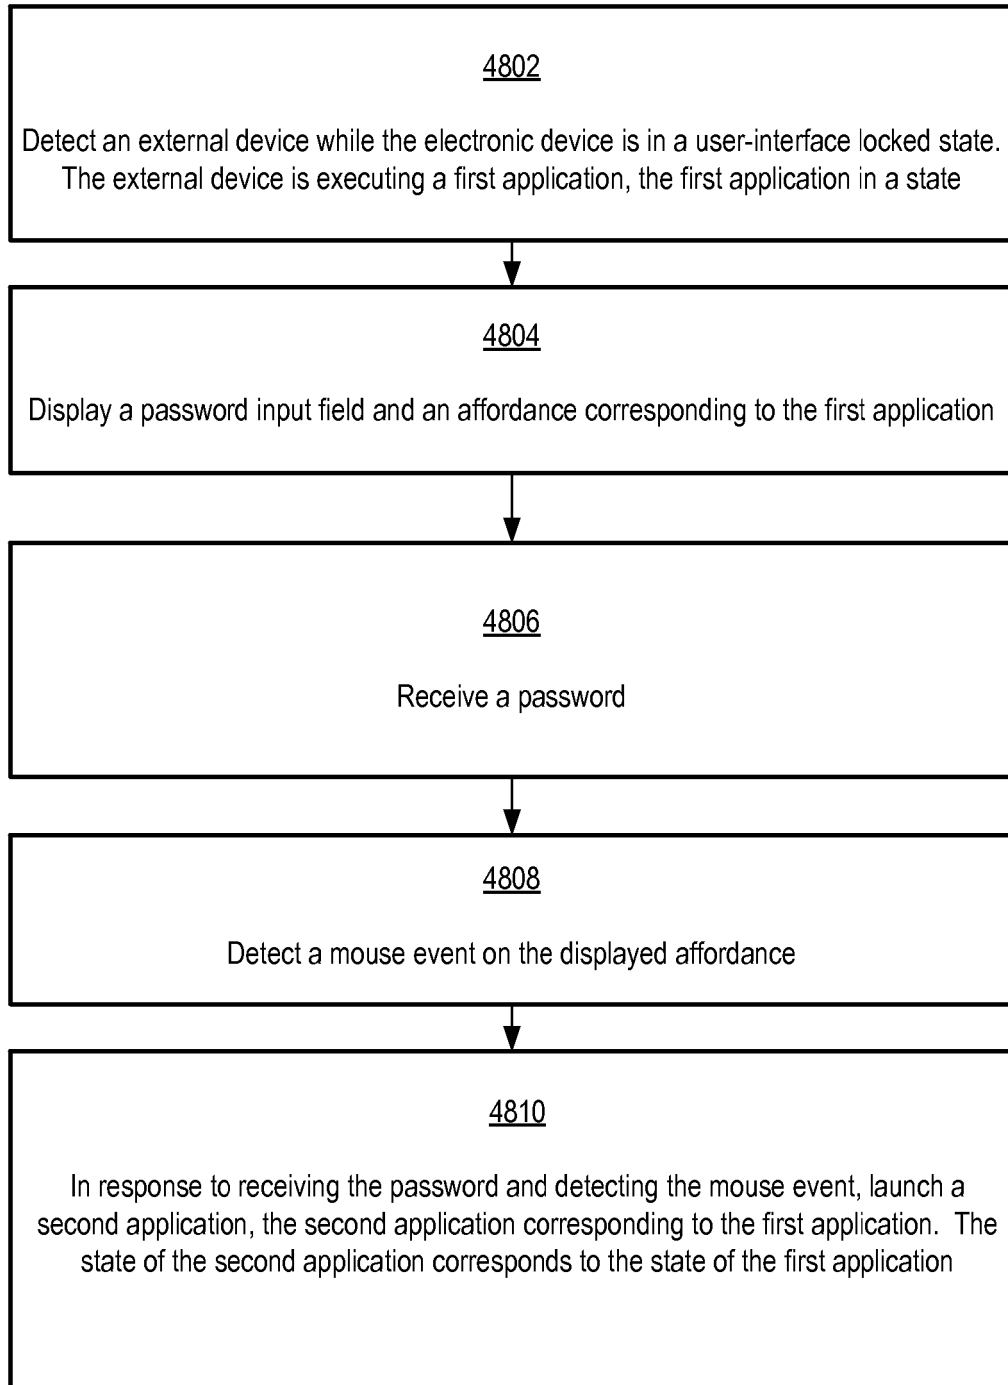 4802
Detect an external device while the electronic device is in a user-interface locked state.
The external device is executing a first application, the first application in a state
4804
Display a password input field and an affordance corresponding to the first application
4806
Receive a password
4808
Detect a mouse event on the displayed affordance
4810
In response to receiving the password and detecting the mouse event, launch a
second application, the second application corresponding to the first application.  The
state of the second application corresponds to the state of the first application